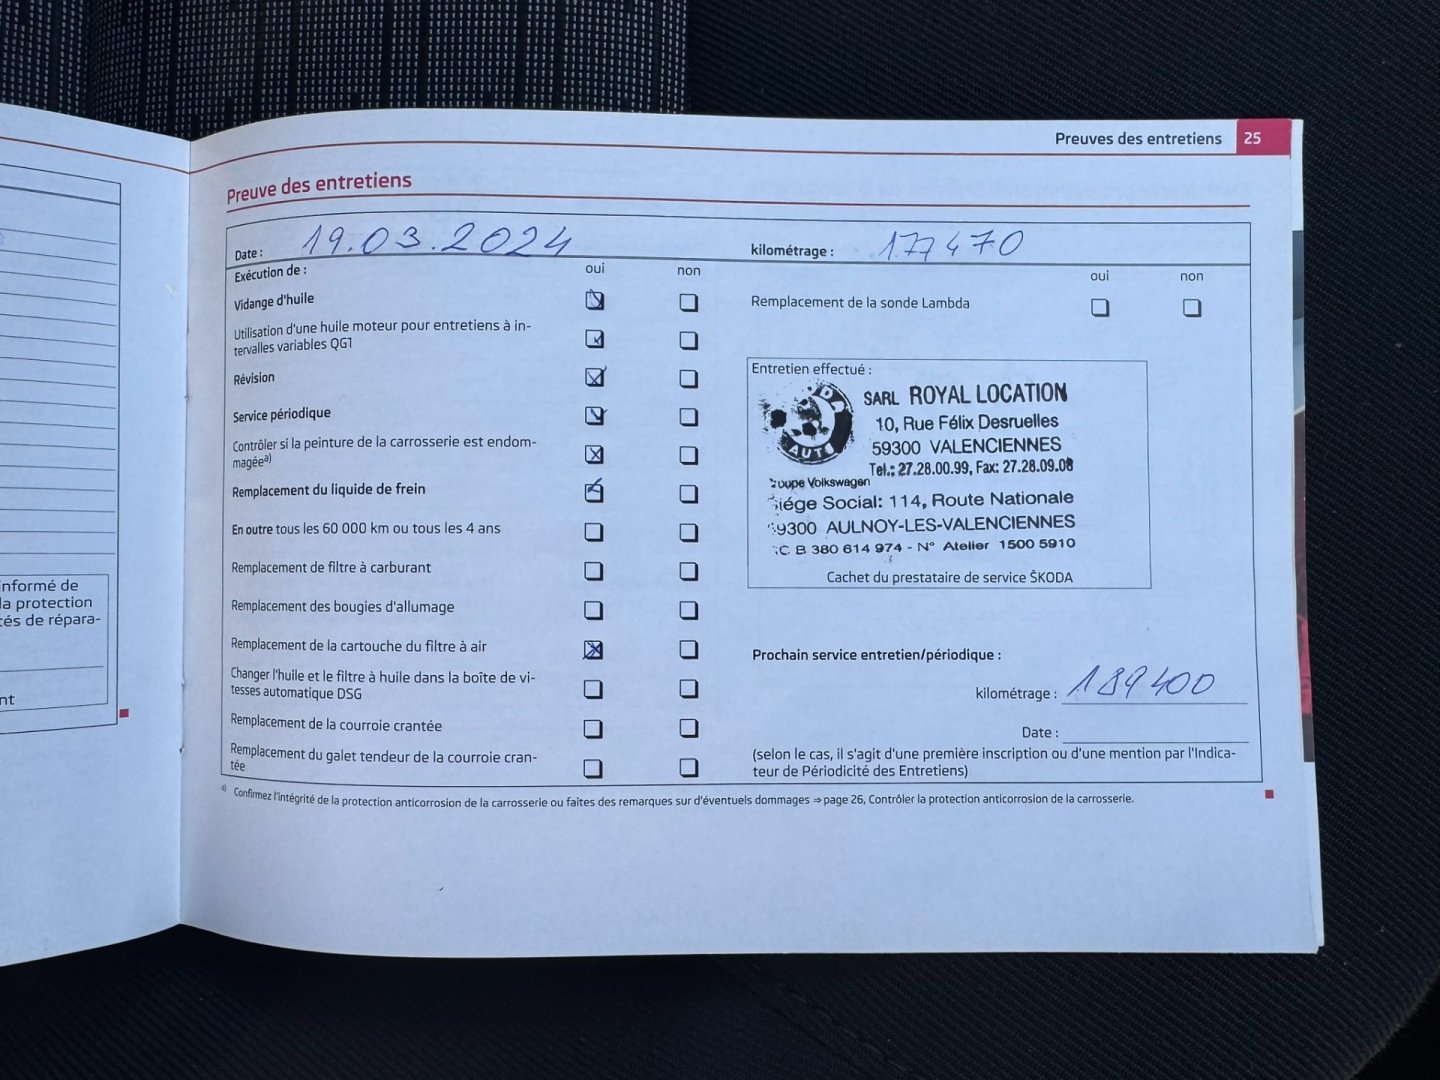 Preuves des entretiens 25
Preuve des entretiens
Date : 19.03.2024
kilométrage : 177470
Exécution de :
oui non
Vidange d'huile
Utilisation d'une huile moteur pour entretiens à in-
tervalles variables QG1
Révision
Service périodique
Contrôler si la peinture de la carrosserie est endom-
magée a)
Remplacement du liquide de frein
En outre tous les 60 000 km ou tous les 4 ans
Remplacement de filtre à carburant
Remplacement des bougies d'allumage
Remplacement de la cartouche du filtre à air
Changer l'huile et le filtre à huile dans la boîte de vi-
tesses automatique DSG
Remplacement de la courroie crantée
Remplacement du galet tendeur de la courroie cran-
tée
oui non
Remplacement de la sonde Lambda
Entretien effectué :
AUTO
SARL ROYAL LOCATION
10, Rue Félix Desruelles
59300 VALENCIENNES
Tel.: 27.28.00.99, Fax: 27.28.09.08
oupe Volkswagen
iége Social: 114, Route Nationale
9300 AULNOY-LES-VALENCIENNES
C B 380 614 974 - N° Atelier 1500 5910
Cachet du prestataire de service ŠKODA
Prochain service entretien/périodique :
kilométrage : 189400
Date :
(selon le cas, il s'agit d'une première inscription ou d'une mention par l'Indica-
teur de Périodicité des Entretiens)
a) Confirmez l'intégrité de la protection anticorrosion de la carrosserie ou faites des remarques sur d'éventuels dommages ⇒ page 26, Contrôler la protection anticorrosion de la carrosserie.
nformé de
la protection
tés de répara-
nt